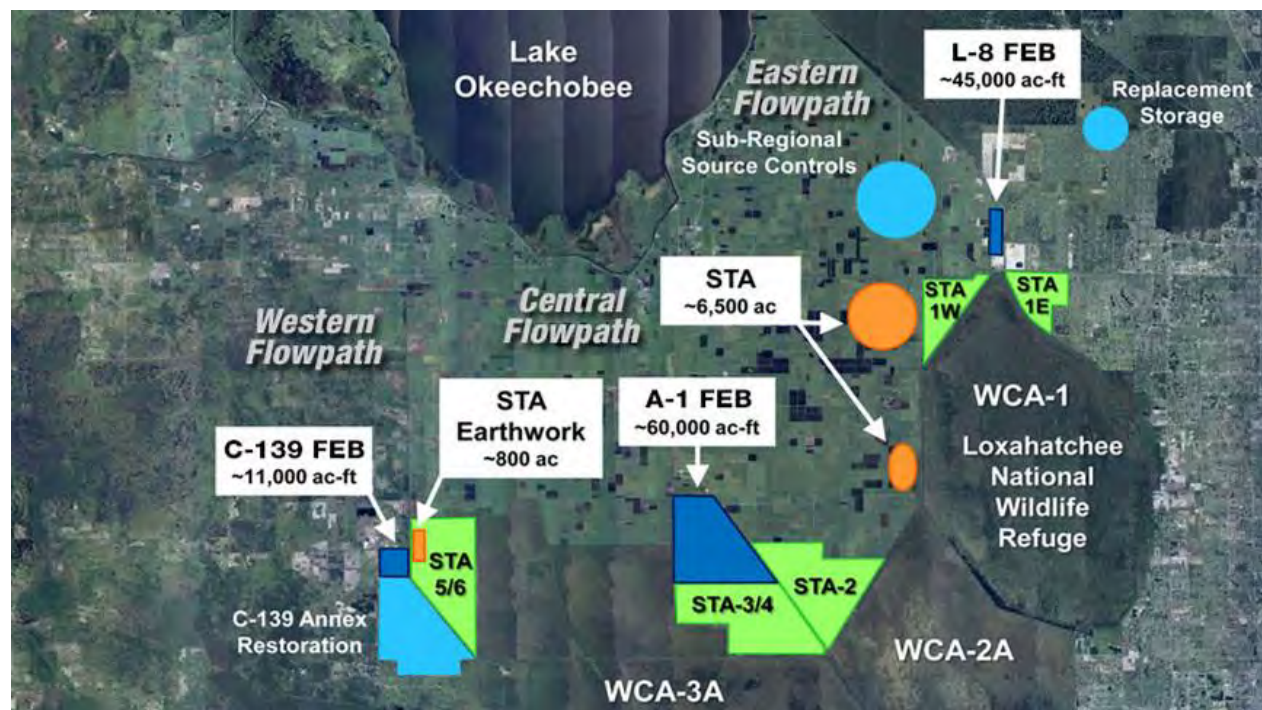 Lake
Okeechobee
Eastern
Flowpath
Sub-Regional
Source Controls
L-8 FEB
~45,000 ac-ft
Replacement
Storage
STA
~6,500 ac
STA
1W
STA
1E
Central
Flowpath
Western
Flowpath
A-1 FEB
~60,000 ac-ft
STA
Earthwork
~800 ac
C-139 FEB
~11,000 ac-ft
WCA-1
Loxahatchee
National
Wildlife
Refuge
STA
5/6
STA-2
STA-3/4
C-139 Annex
Restoration
WCA-2A
WCA-3A